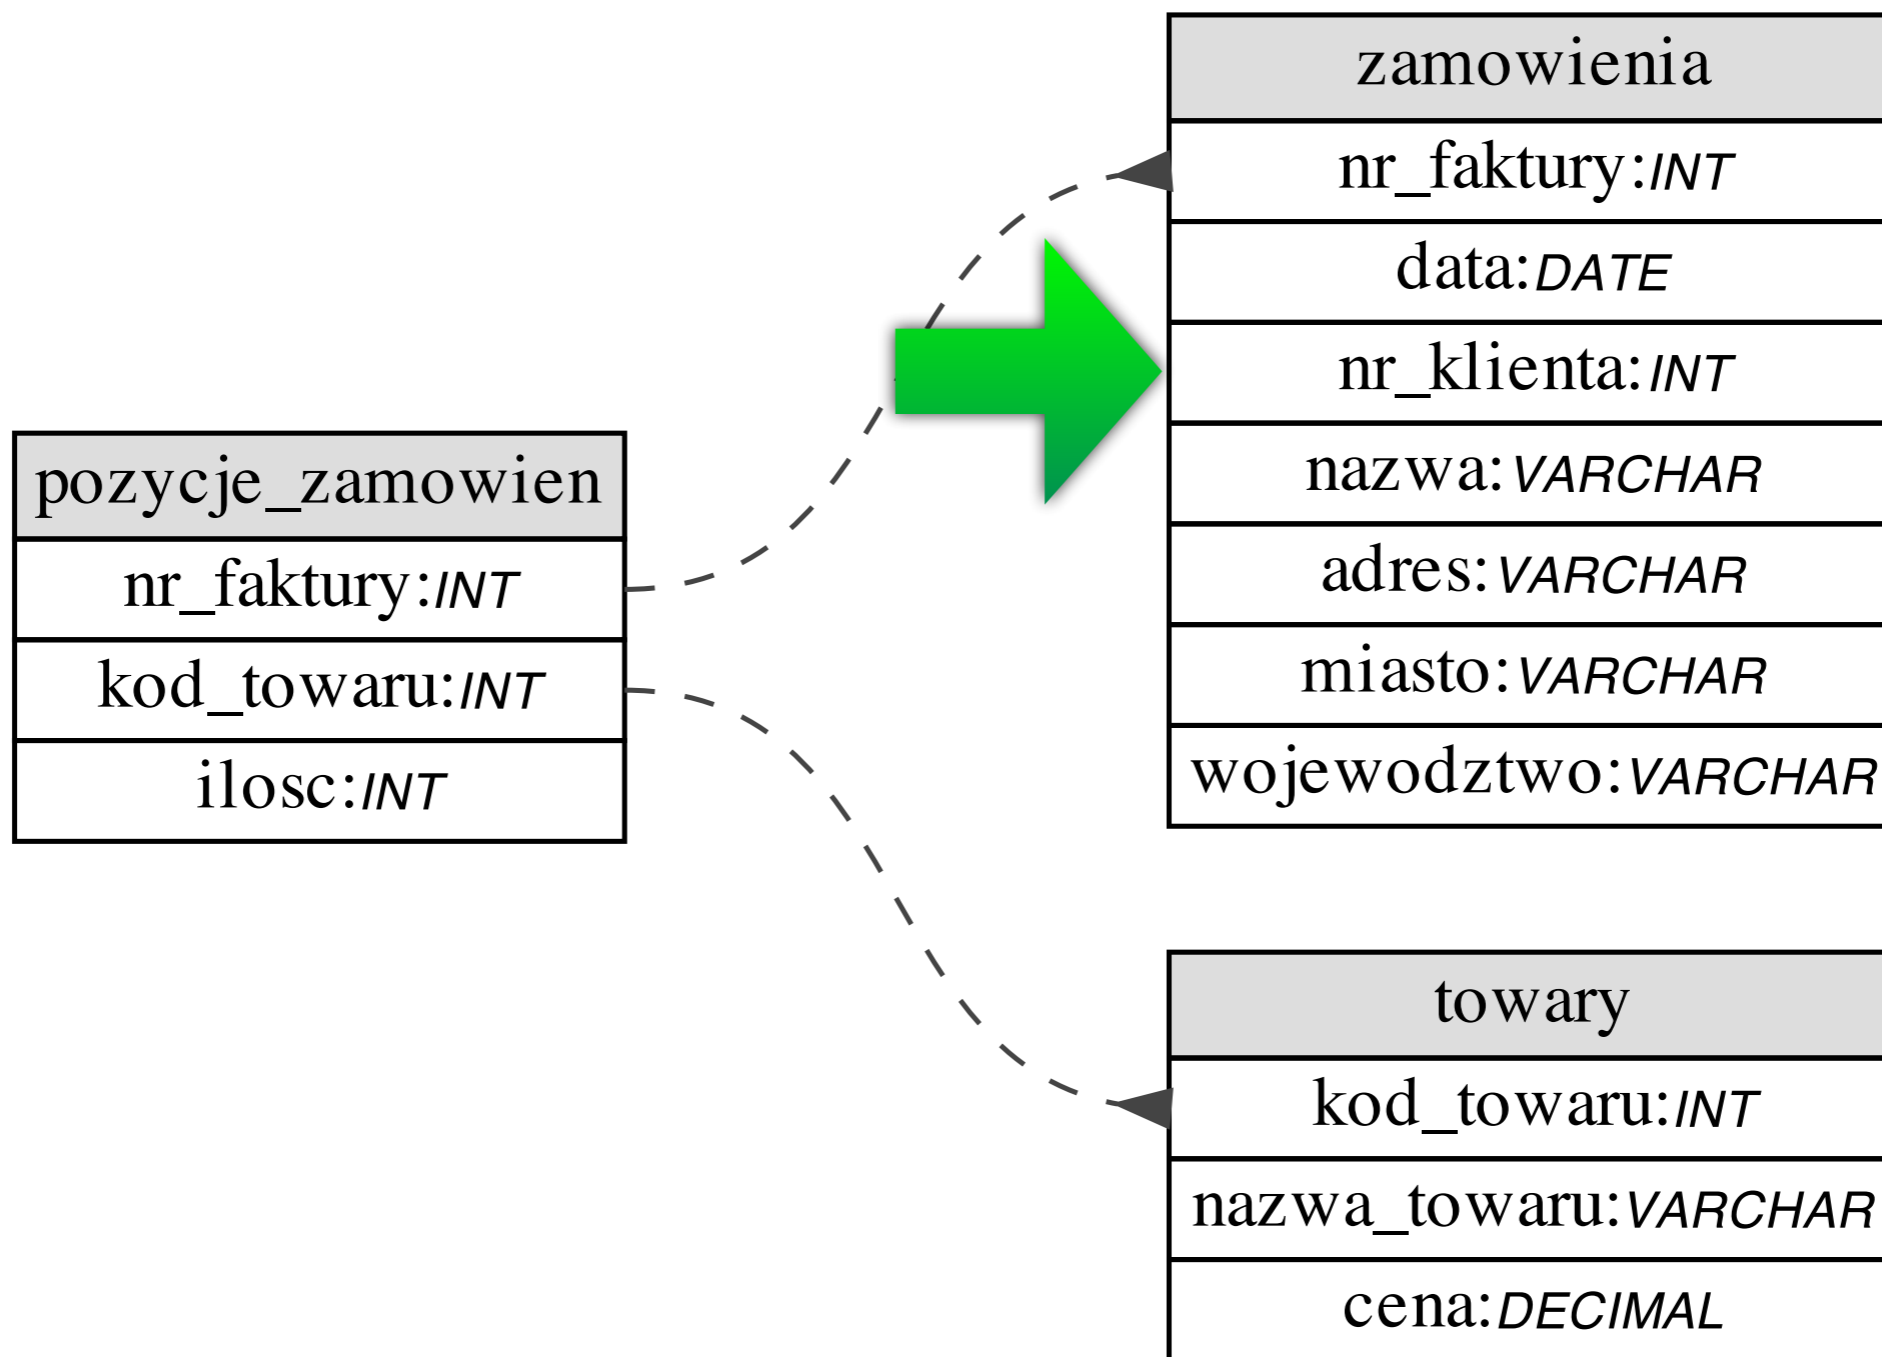 pozycje_zamowien
nr_faktury:INT
kod_towaru:INT
ilosc:INT
zamowienia
nr_faktury:INT
data:DATE
nr_klienta:INT
nazwa:VARCHAR
adres:VARCHAR
miasto:VARCHAR
wojewodztwo:VARCHAR
towary
kod_towaru:INT
nazwa_towaru:VARCHAR
cena:DECIMAL